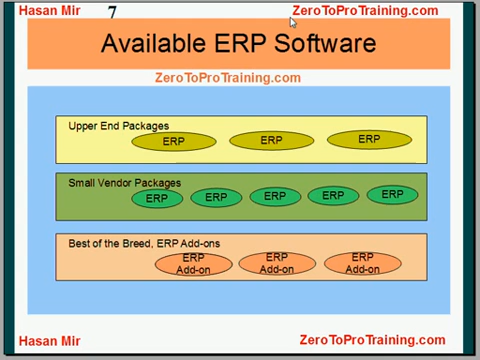 Hasan Mir 7 ZeroToProTraining.com
Available ERP Software
ZeroToProTraining.com
Upper End Packages
ERP ERP ERP
Small Vendor Packages
ERP ERP ERP ERP ERP
Best of the Breed, ERP Add-ons
ERP ERP ERP
Add-on Add-on Add-on
Hasan Mir ZeroToProTraining.com